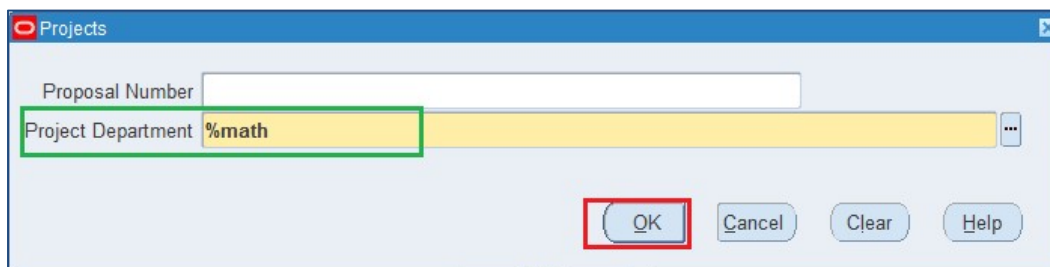 Projects
Proposal Number
Project Department %math
OK Cancel Clear Help